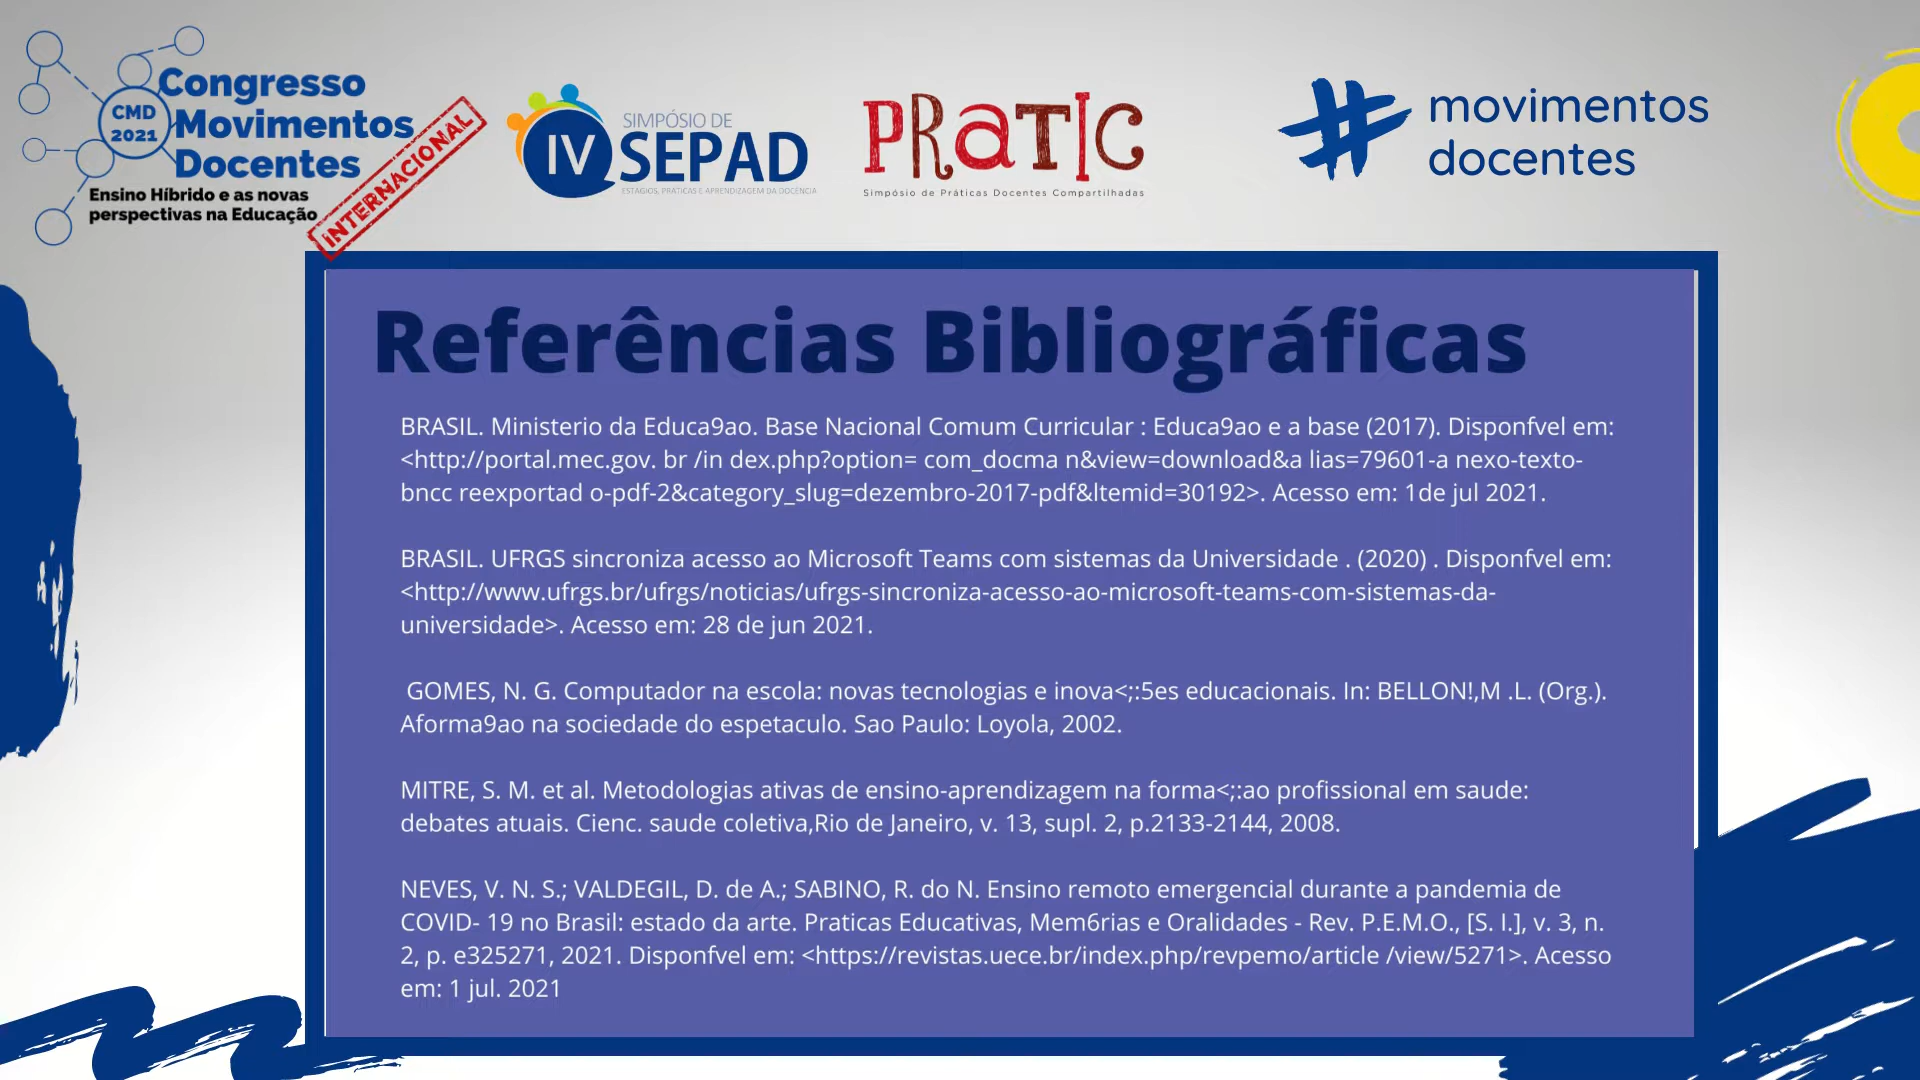 CMD
2021
Congresso
Movimentos
Docentes
Ensino Híbrido e as novas
perspectivas na Educação
INTERNACIONAL
IV
SIMPÓSIO DE
SEPAD
ESTÁGIOS, PRÁTICAS E APRENDIZAGEM DA DOCÊNCIA
PRATIC
Simpósio de Práticas Docentes Compartilhadas
# movimentos
docentes
Referências Bibliográficas
BRASIL. Ministerio da Educa9ao. Base Nacional Comum Curricular : Educa9ao e a base (2017). Disponfvel em:
<http://portal.mec.gov. br /in dex.php?option= com_docma n&view=download&a lias=79601-a nexo-texto-
bncc reexportad o-pdf-2&category_slug=dezembro-2017-pdf&ltemid=30192>. Acesso em: 1de jul 2021.
BRASIL. UFRGS sincroniza acesso ao Microsoft Teams com sistemas da Universidade . (2020) . Disponfvel em:
<http://www.ufrgs.br/ufrgs/noticias/ufrgs-sincroniza-acesso-ao-microsoft-teams-com-sistemas-da-
universidade>. Acesso em: 28 de jun 2021.
GOMES, N. G. Computador na escola: novas tecnologias e inova<;:5es educacionais. In: BELLON!,M .L. (Org.).
Aforma9ao na sociedade do espetaculo. Sao Paulo: Loyola, 2002.
MITRE, S. M. et al. Metodologias ativas de ensino-aprendizagem na forma<;:ao profissional em saude:
debates atuais. Cienc. saude coletiva,Rio de Janeiro, v. 13, supl. 2, p.2133-2144, 2008.
NEVES, V. N. S.; VALDEGIL, D. de A.; SABINO, R. do N. Ensino remoto emergencial durante a pandemia de
COVID- 19 no Brasil: estado da arte. Praticas Educativas, Mem6rias e Oralidades - Rev. P.E.M.O., [S. l.], v. 3, n.
2, p. e325271, 2021. Disponfvel em: <https://revistas.uece.br/index.php/revpemo/article /view/5271>. Acesso
em: 1 jul. 2021